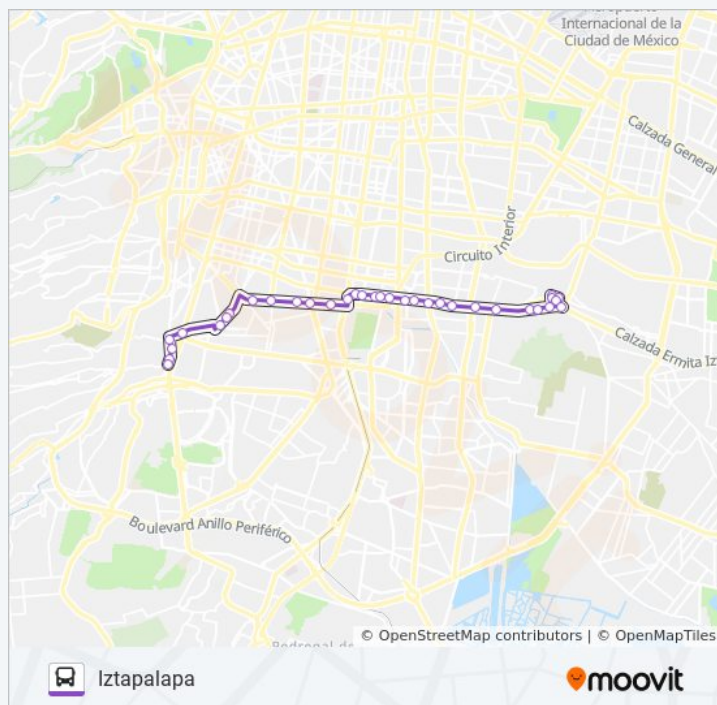 Internacional de la
Ciudad de México
Calzada General
Circuito Interior
Calzada Ermita Iz
Boulevard Anillo Periférico
© OpenStreetMap contributors | © OpenMapTiles
Iztapalapa
moovit